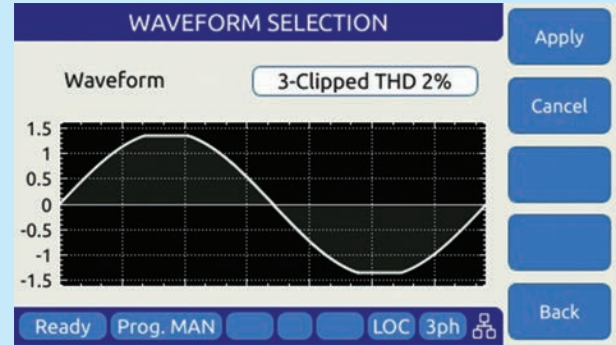 WAVEFORM SELECTION
Waveform
3-Clipped THD 2%
1.5
1
0.5
0
-0.5
-1
-1.5
Ready
Prog. MAN
LOC
3ph
Apply
Cancel
Back